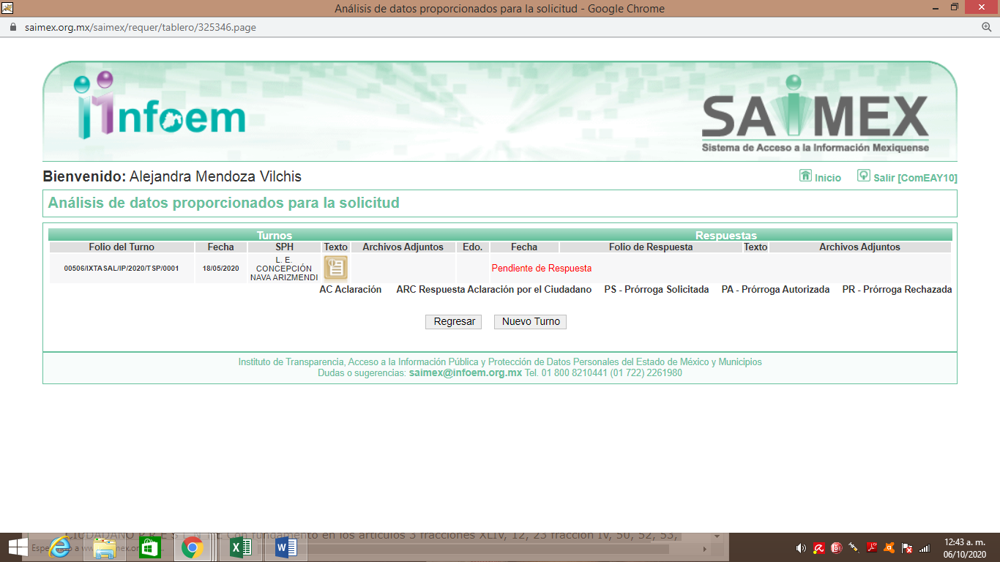 Análisis de datos proporcionados para la solicitud - Google Chrome
saimex.org.mx/saimex/requer/tablero/325346.page
infoem
SAIMEX
Sistema de Acceso a la Información Mexiquense
Bienvenido: Alejandra Mendoza Vilchis
Inicio Salir [ComEAY10]
Análisis de datos proporcionados para la solicitud
Turnos Respuestas
Folio del Turno Fecha SPH Texto Archivos Adjuntos Edo. Fecha Folio de Respuesta Texto Archivos Adjuntos
00506/IXTASAL/IP/2020/TSP/0001 18/05/2020 L. E. CONCEPCIÓN NAVA ARIZMENDI Pendiente de Respuesta
AC Aclaración ARC Respuesta Aclaración por el Ciudadano PS - Prórroga Solicitada PA - Prórroga Autorizada PR - Prórroga Rechazada
Regresar Nuevo Turno
Instituto de Transparencia, Acceso a la Información Pública y Protección de Datos Personales del Estado de México y Municipios
Dudas o sugerencias: saimex@infoem.org.mx Tel. 01 800 8210441 (01 722) 2261980
en los artículos 3 fracciones XLIV, 12, 23 fracción IV, 50, 52, 53,
12:43 a. m.
06/10/2020